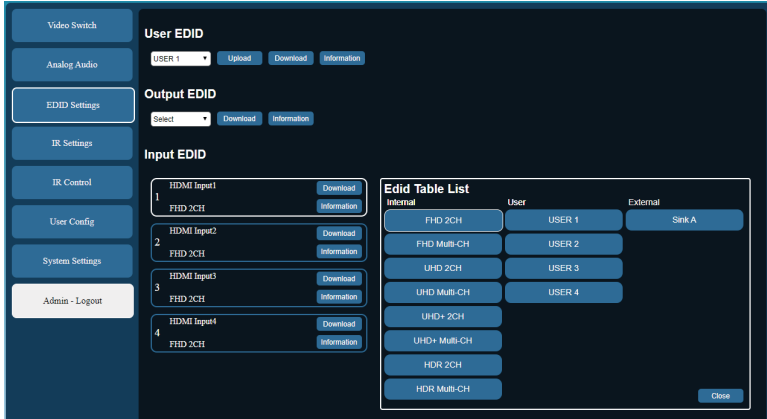 Video Switch
Analog Audio
EDID Settings
IR Settings
IR Control
User Config
System Settings
Admin - Logout
User EDID
USER 1 Upload Download Information
Output EDID
Select Download Information
Input EDID
1 HDMI Input1 Download
FHD 2CH Information
2 HDMI Input2 Download
FHD 2CH Information
3 HDMI Input3 Download
FHD 2CH Information
4 HDMI Input4 Download
FHD 2CH Information
Edid Table List
Internal User External
FHD 2CH USER 1 Sink A
FHD Multi-CH USER 2
UHD 2CH USER 3
UHD Multi-CH USER 4
UHD+ 2CH
UHD+ Multi-CH
HDR 2CH
HDR Multi-CH
Close